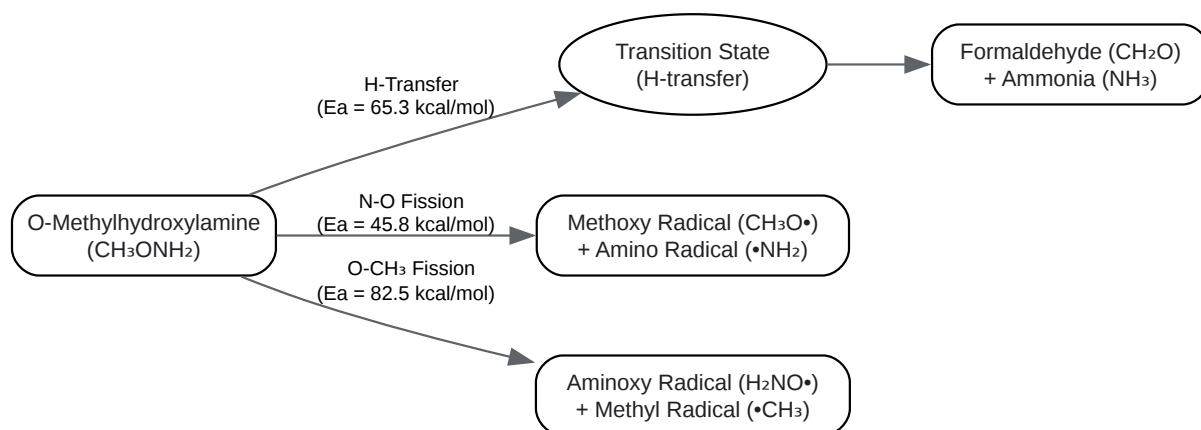 Transition State
(H-transfer)
Formaldehyde (CH₂O)
+ Ammonia (NH₃)
H-Transfer
(Ea = 65.3 kcal/mol)
O-Methylhydroxylamine
(CH₃ONH₂)
N-O Fission
(Ea = 45.8 kcal/mol)
Methoxy Radical (CH₃O•)
+ Amino Radical (•NH₂)
O-CH₃ Fission
(Ea = 82.5 kcal/mol)
Aminoxy Radical (H₂NO•)
+ Methyl Radical (•CH₃)